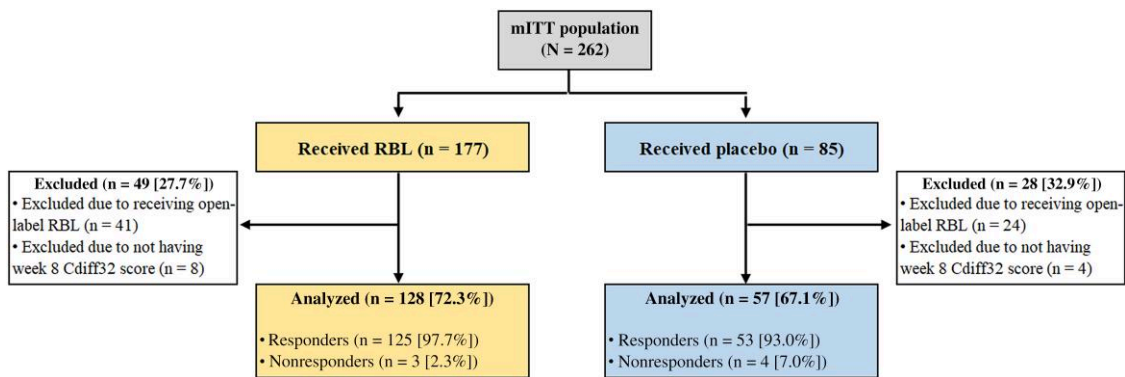 mITT population
(N = 262)
Received RBL (n = 177)
Received placebo (n = 85)
Excluded (n = 49 [27.7%])
• Excluded due to receiving open-
label RBL (n = 41)
• Excluded due to not having
week 8 Cdiff32 score (n = 8)
Excluded (n = 28 [32.9%])
• Excluded due to receiving open-
label RBL (n = 24)
• Excluded due to not having
week 8 Cdiff32 score (n = 4)
Analyzed (n = 128 [72.3%])
• Responders (n = 125 [97.7%])
• Nonresponders (n = 3 [2.3%])
Analyzed (n = 57 [67.1%])
• Responders (n = 53 [93.0%])
• Nonresponders (n = 4 [7.0%])